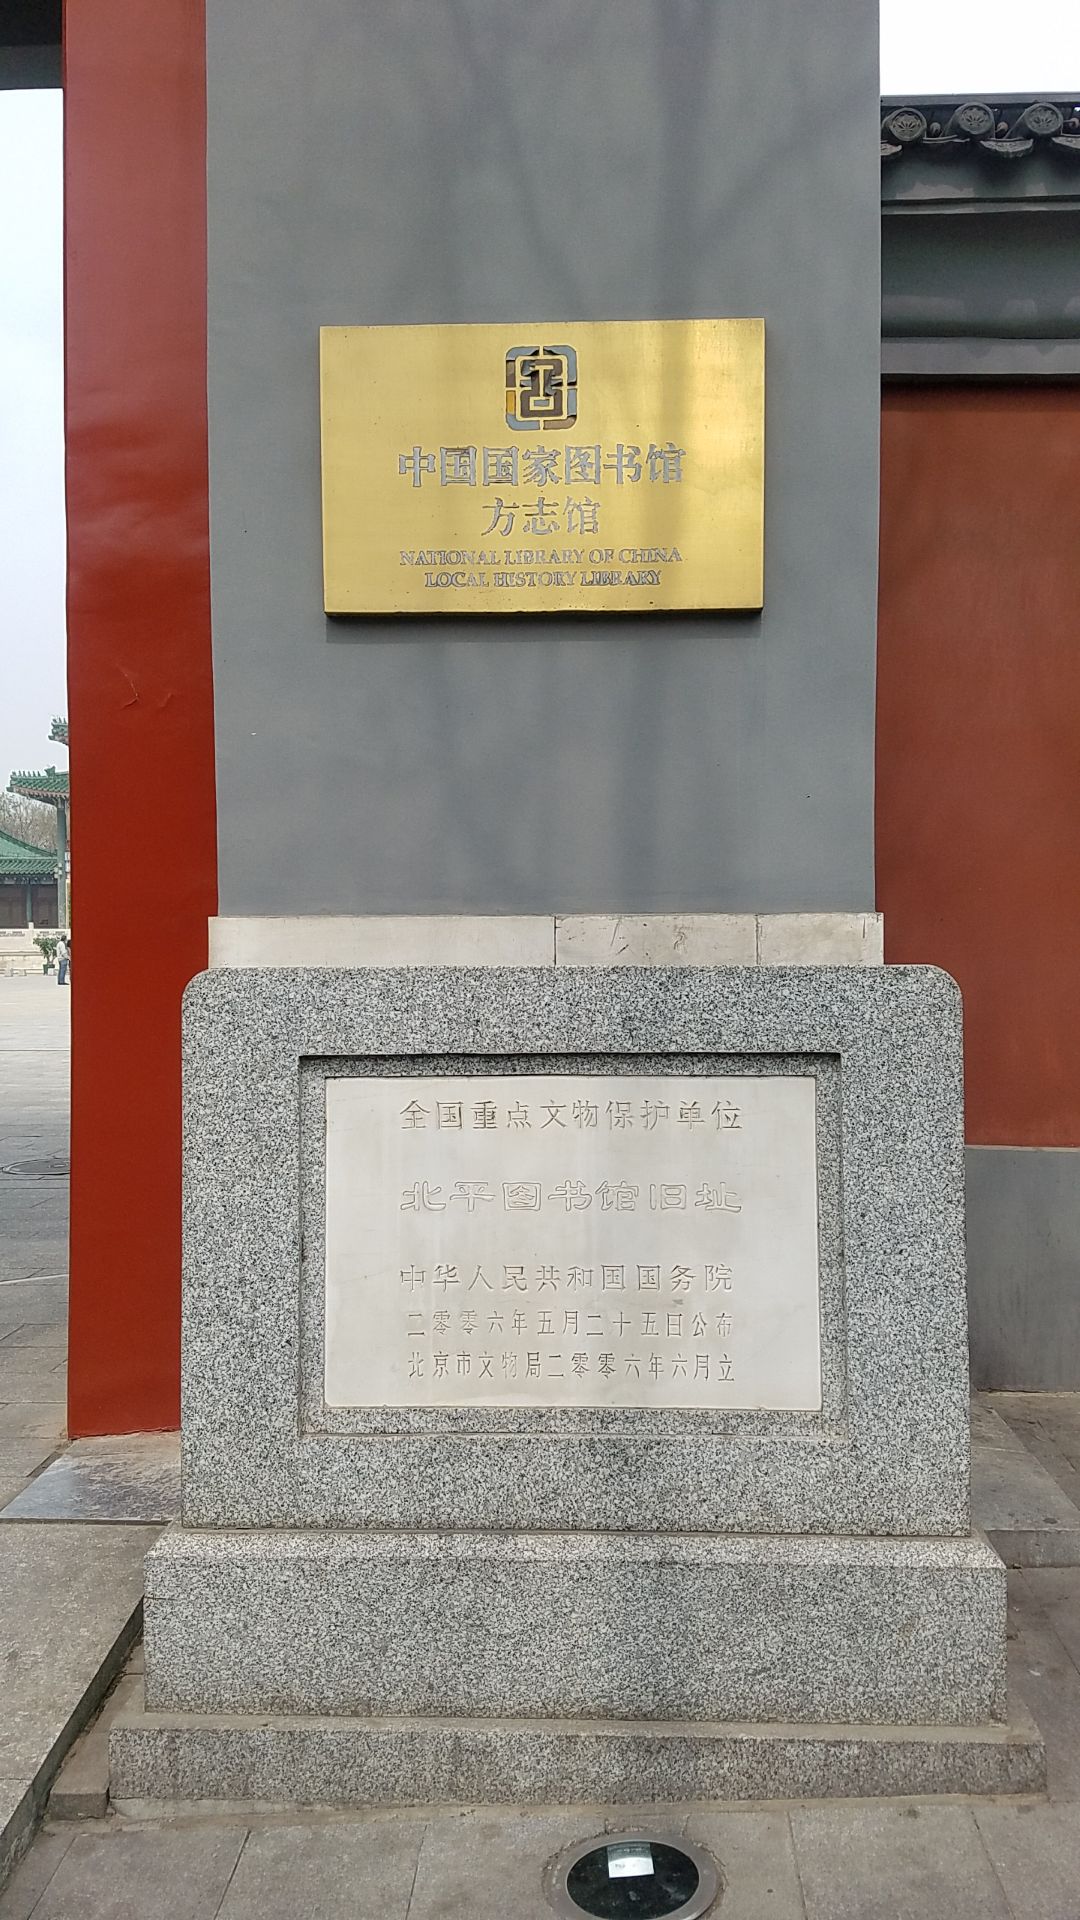 中国国家图书馆
方志馆
NATIONAL LIBRARY OF CHINA
LOCAL HISTORY LIBRARY
全国重点文物保护单位
北平图书馆旧址
中华人民共和国国务院
二零零六年五月二十五日公布
北京市文物局二零零六年六月立